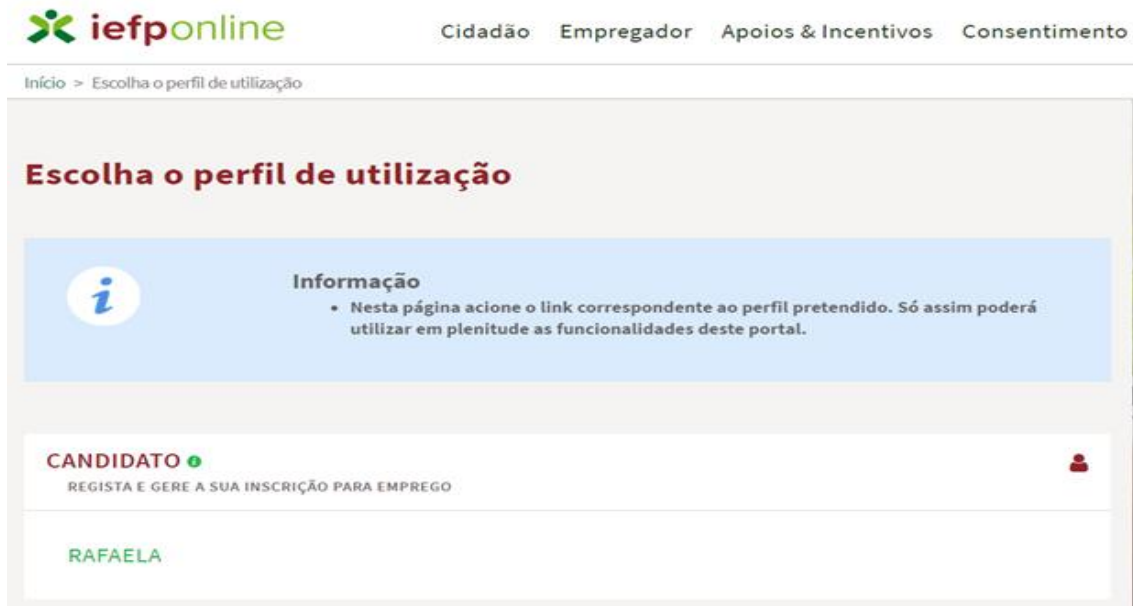 iefponline
Cidadão Empregador Apoios & Incentivos Consentimento
Início > Escolha o perfil de utilização
Escolha o perfil de utilização
i
Informação
• Nesta página acione o link correspondente ao perfil pretendido. Só assim poderá
utilizar em plenitude as funcionalidades deste portal.
CANDIDATO
REGISTA E GERE A SUA INSCRIÇÃO PARA EMPREGO
RAFAELA